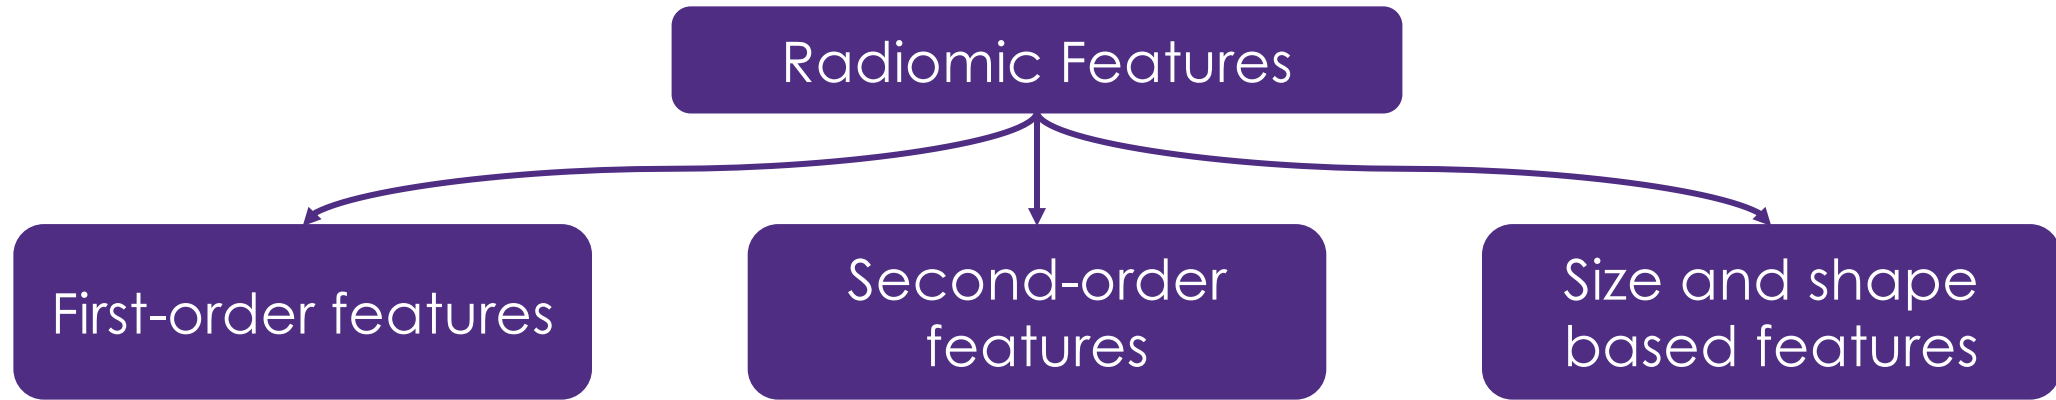 Radiomic Features
First-order features
Second-order
features
Size and shape
based features